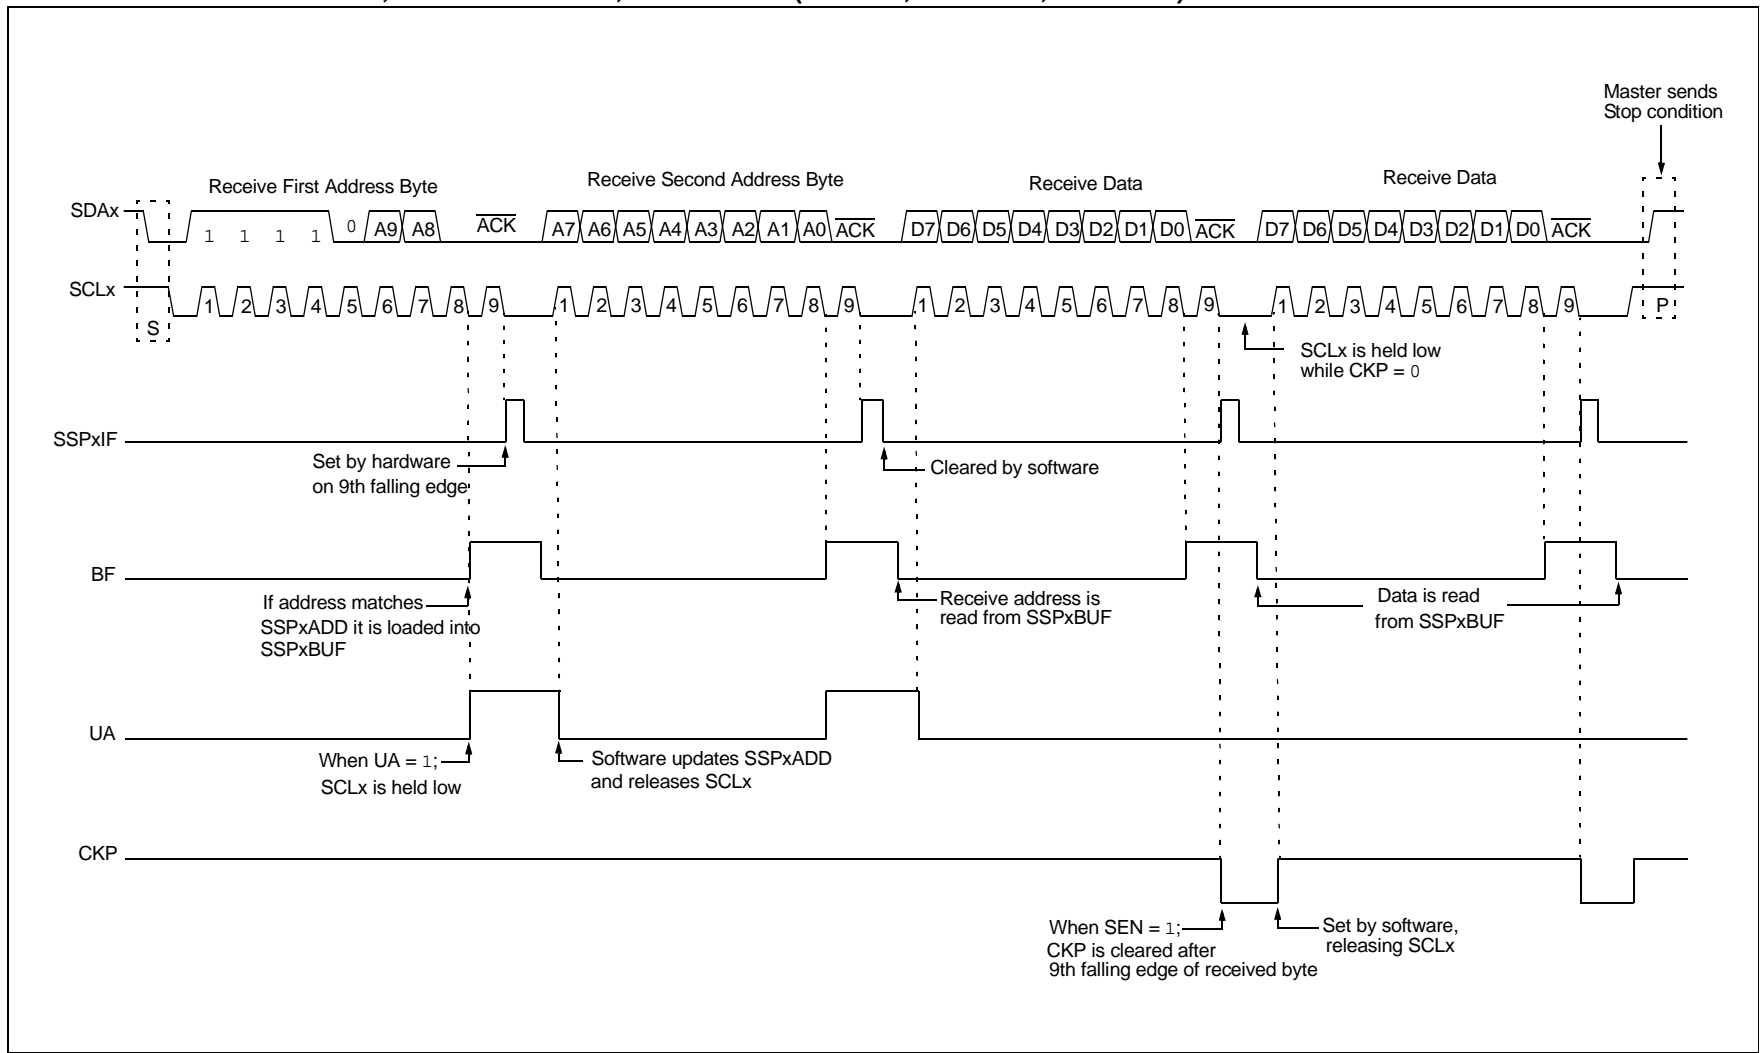 Master sends
Stop condition
Receive First Address Byte
Receive Second Address Byte
Receive Data
Receive Data
SDAx
1 1 1 1 0 A9 A8 ACK A7 A6 A5 A4 A3 A2 A1 A0 ACK D7 D6 D5 D4 D3 D2 D1 D0 ACK D7 D6 D5 D4 D3 D2 D1 D0 ACK
SCLx
S 1 2 3 4 5 6 7 8 9 1 2 3 4 5 6 7 8 9 1 2 3 4 5 6 7 8 9 1 2 3 4 5 6 7 8 9 P
SCLx is held low
while CKP = 0
SSPxIF
Set by hardware
on 9th falling edge
Cleared by software
BF
If address matches
SSPxADD it is loaded into
SSPxBUF
Receive address is
read from SSPxBUF
Data is read
from SSPxBUF
UA
When UA = 1;
SCLx is held low
Software updates SSPxADD
and releases SCLx
CKP
When SEN = 1;
CKP is cleared after
9th falling edge of received byte
Set by software,
releasing SCLx